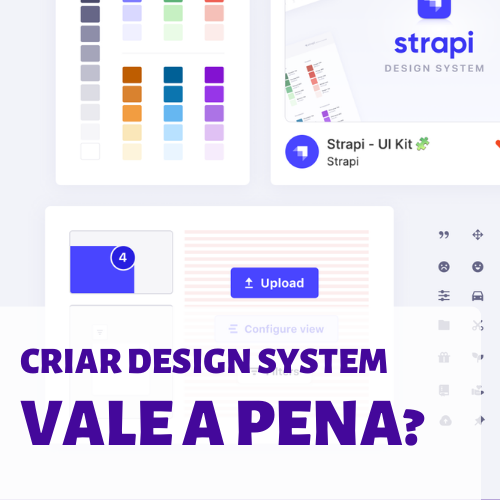 strapi
DESIGN SYSTEM
Strapi - UI Kit
Strapi
4
Upload
Configure view
CRIAR DESIGN SYSTEM
VALE A PENA?